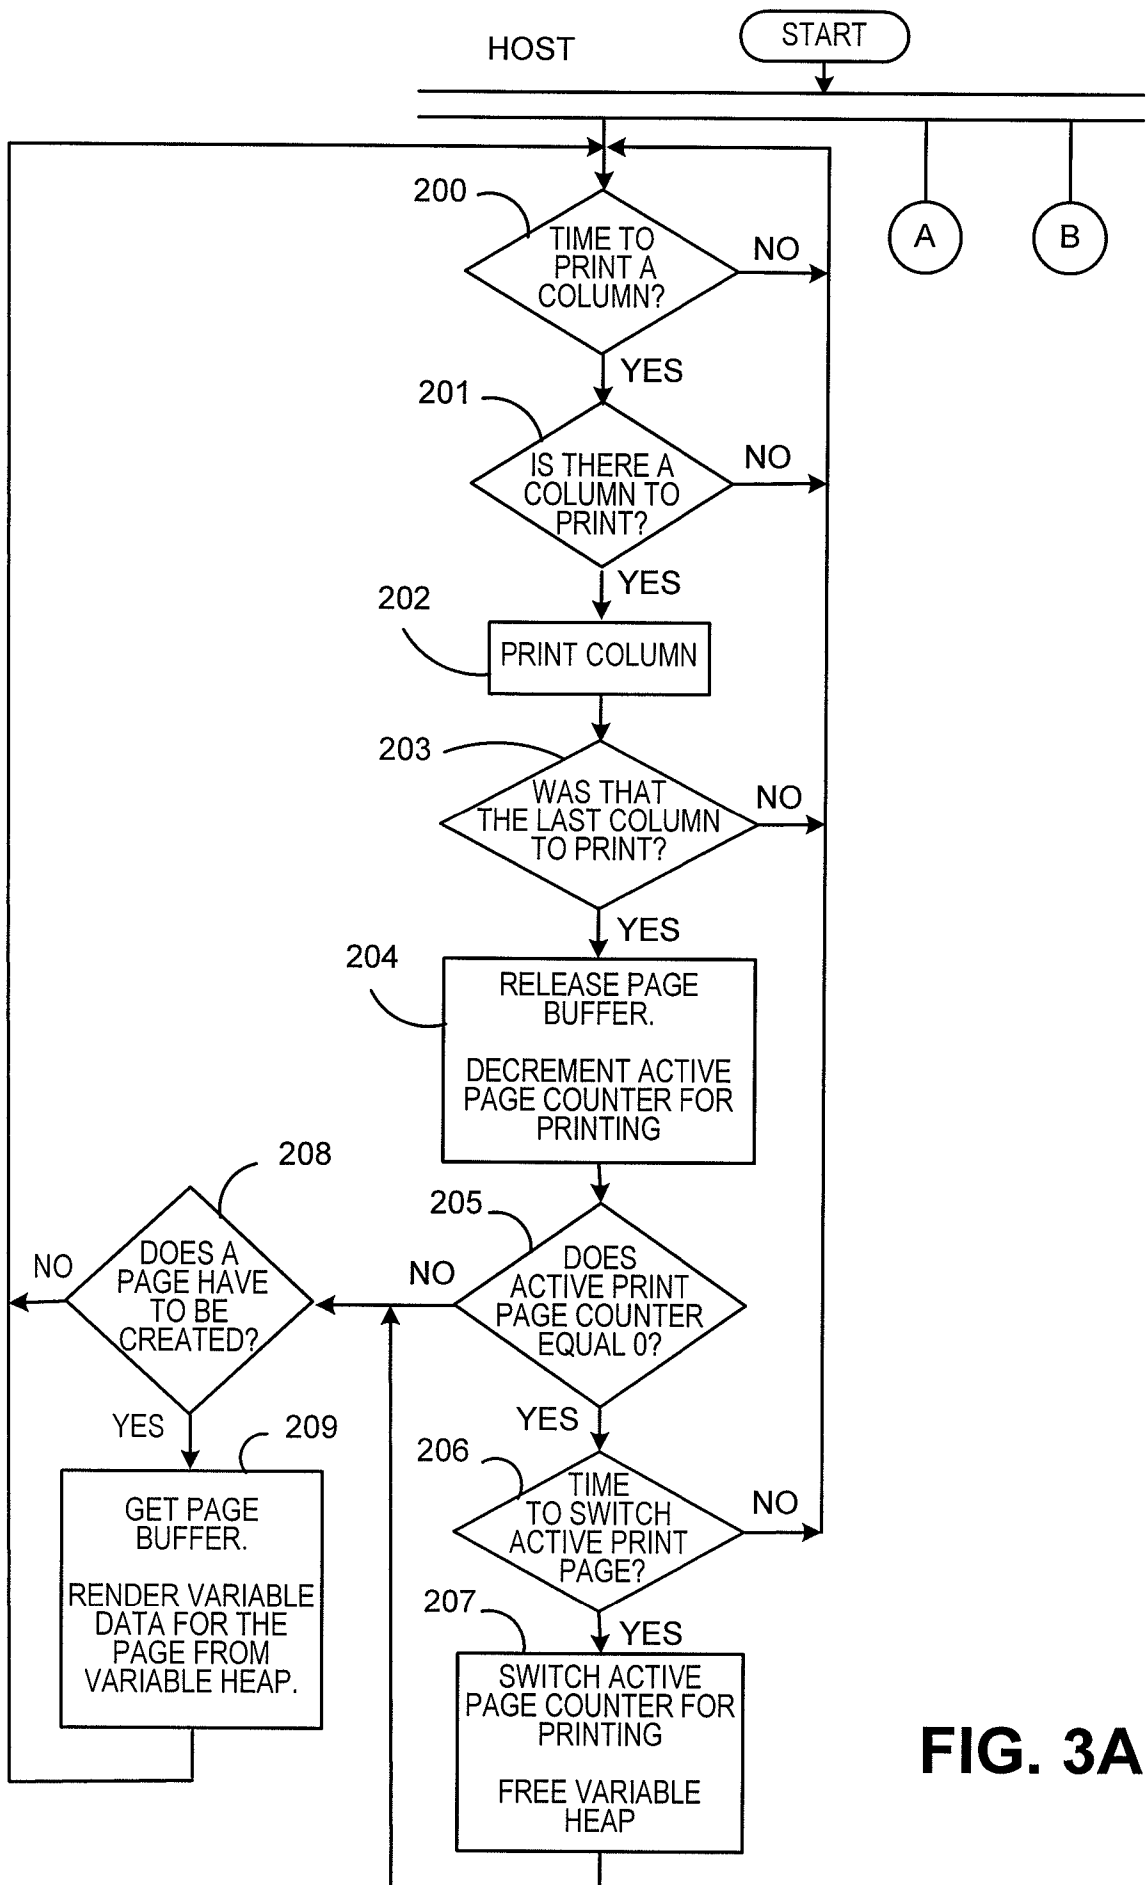 HOST
START
A
B
200
TIME TO
PRINT A
COLUMN?
NO
YES
201
IS THERE A
COLUMN TO
PRINT?
NO
YES
202
PRINT COLUMN
203
WAS THAT
THE LAST COLUMN
TO PRINT?
NO
YES
204
RELEASE PAGE
BUFFER.
DECREMENT ACTIVE
PAGE COUNTER FOR
PRINTING
205
DOES
ACTIVE PRINT
PAGE COUNTER
EQUAL 0?
NO
YES
208
DOES A
PAGE HAVE
TO BE
CREATED?
NO
YES
209
GET PAGE
BUFFER.
RENDER VARIABLE
DATA FOR THE
PAGE FROM
VARIABLE HEAP.
206
TIME
TO SWITCH
ACTIVE PRINT
PAGE?
NO
YES
207
SWITCH ACTIVE
PAGE COUNTER FOR
PRINTING
FREE VARIABLE
HEAP
FIG. 3A